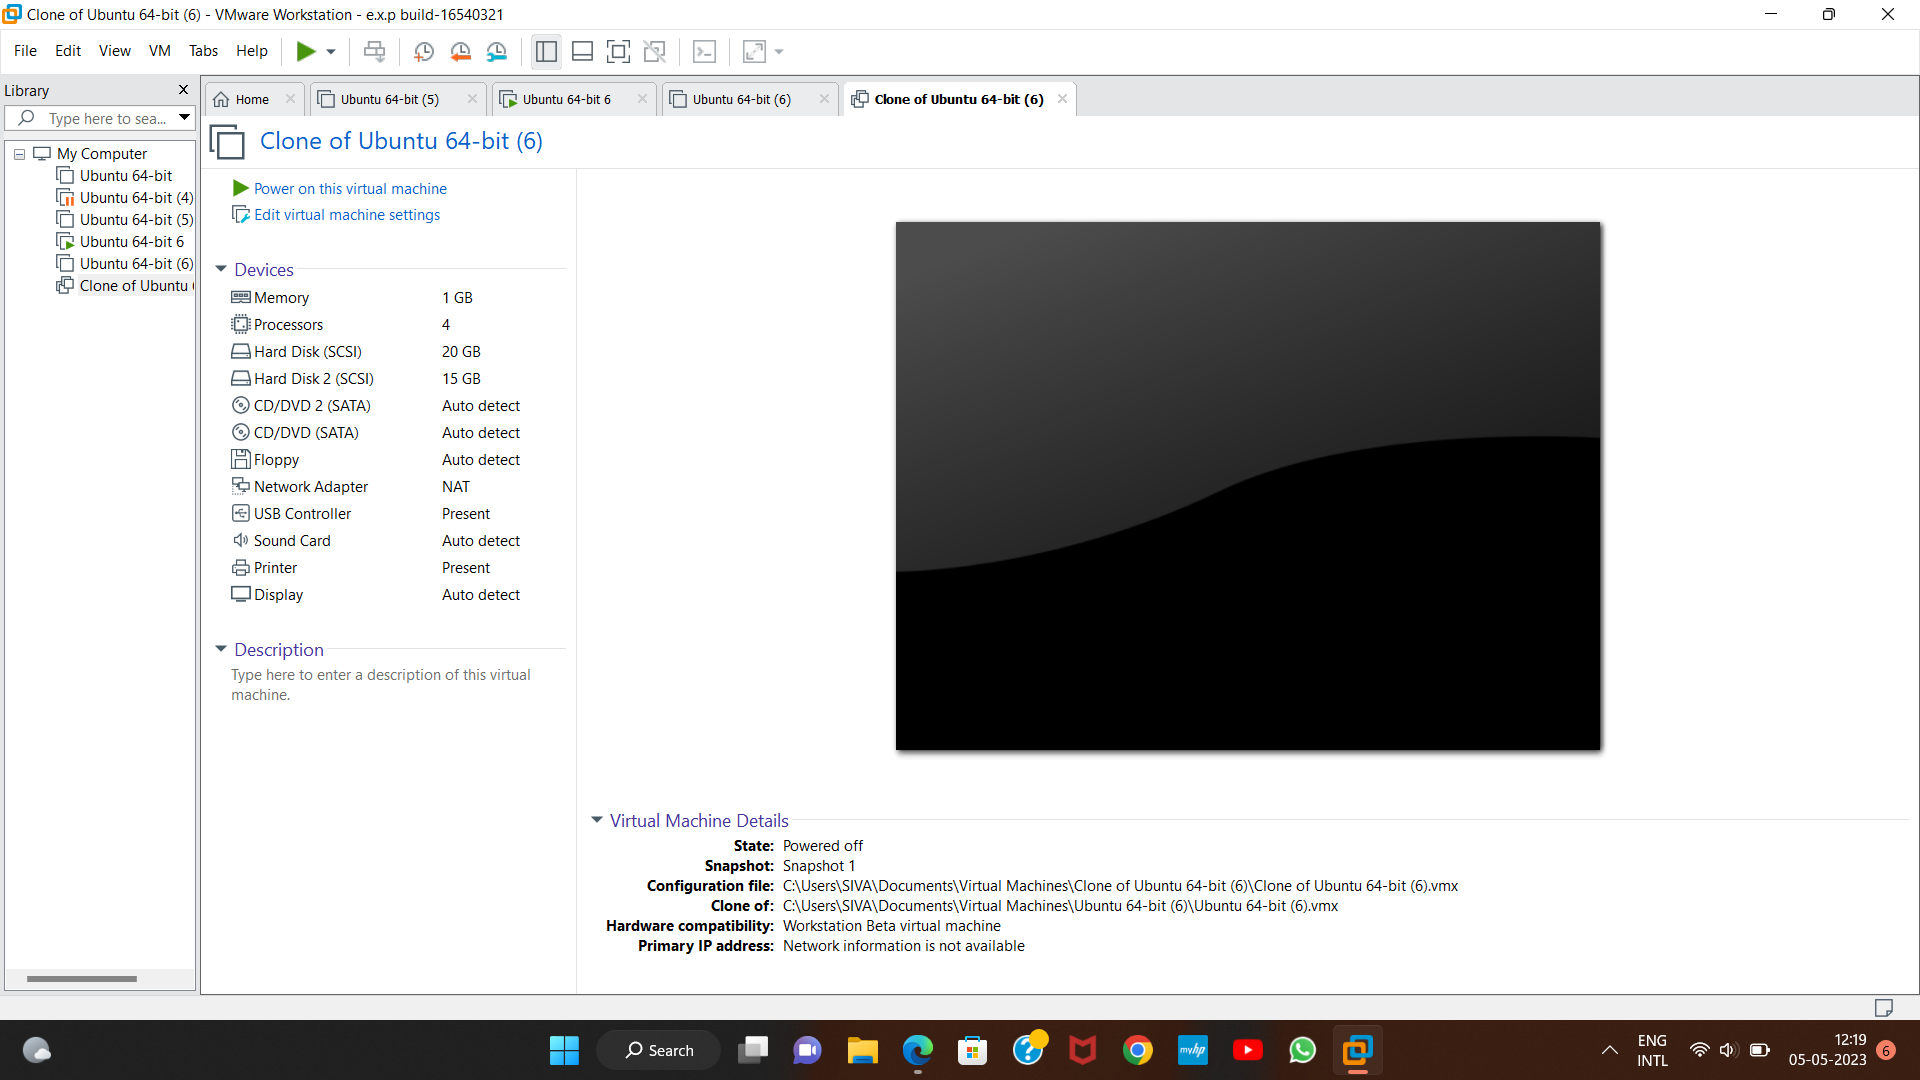 Clone of Ubuntu 64-bit (6) - VMware Workstation - e.x.p build-16540321
File Edit View VM Tabs Help
Library
Type here to sea...
My Computer
Ubuntu 64-bit
Ubuntu 64-bit (4)
Ubuntu 64-bit (5)
Ubuntu 64-bit 6
Ubuntu 64-bit (6)
Clone of Ubuntu
Home
Ubuntu 64-bit (5)
Ubuntu 64-bit 6
Ubuntu 64-bit (6)
Clone of Ubuntu 64-bit (6)
Clone of Ubuntu 64-bit (6)
Power on this virtual machine
Edit virtual machine settings
Devices
Memory 1 GB
Processors 4
Hard Disk (SCSI) 20 GB
Hard Disk 2 (SCSI) 15 GB
CD/DVD 2 (SATA) Auto detect
CD/DVD (SATA) Auto detect
Floppy Auto detect
Network Adapter NAT
USB Controller Present
Sound Card Auto detect
Printer Present
Display Auto detect
Description
Type here to enter a description of this virtual
machine.
Virtual Machine Details
State: Powered off
Snapshot: Snapshot 1
Configuration file: C:\Users\SIVA\Documents\Virtual Machines\Clone of Ubuntu 64-bit (6)\Clone of Ubuntu 64-bit (6).vmx
Clone of: C:\Users\SIVA\Documents\Virtual Machines\Ubuntu 64-bit (6)\Ubuntu 64-bit (6).vmx
Hardware compatibility: Workstation Beta virtual machine
Primary IP address: Network information is not available
Search
myhp
ENG
INTL
12:19
05-05-2023
6